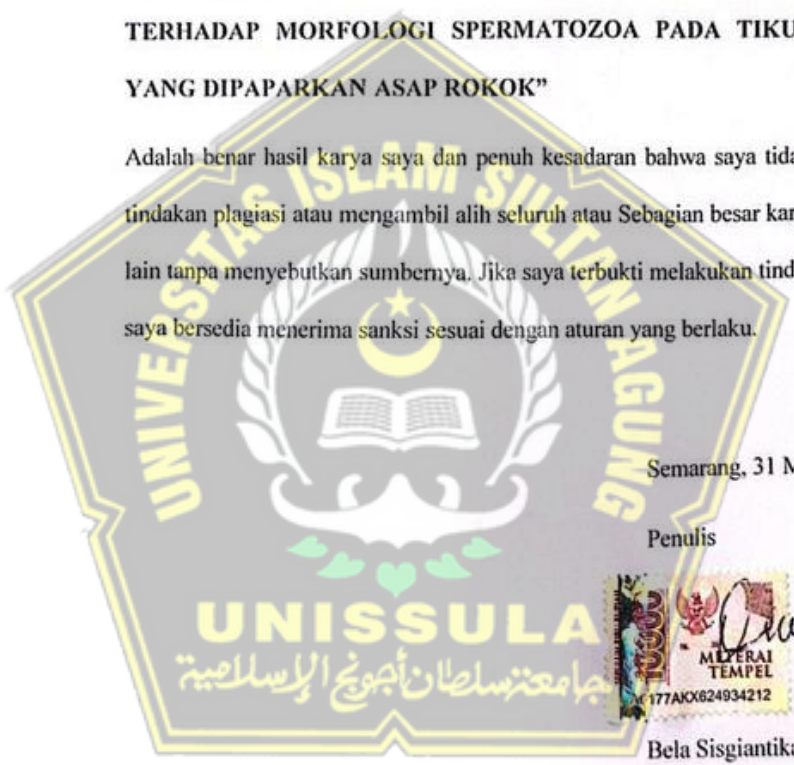 TERHADAP MORFOLOGI SPERMATOZOA PADA TIKU
YANG DIPAPARKAN ASAP ROKOK”
Adalah benar hasil karya saya dan penuh kesadaran bahwa saya tida
tindakan plagiasi atau mengambil alih seluruh atau Sebagian besar kar
lain tanpa menyebutkan sumbernya. Jika saya terbukti melakukan tind
saya bersedia menerima sanksi sesuai dengan aturan yang berlaku.
UNIVERSITAS ISLAM SULTAN AGUNG
Semarang, 31 M
Penulis
UNISSULA
جامعة سلطان أجونج الإسلامية
10000
METERAI
TEMPEL
177AKX624934212
Bela Sisgiantika